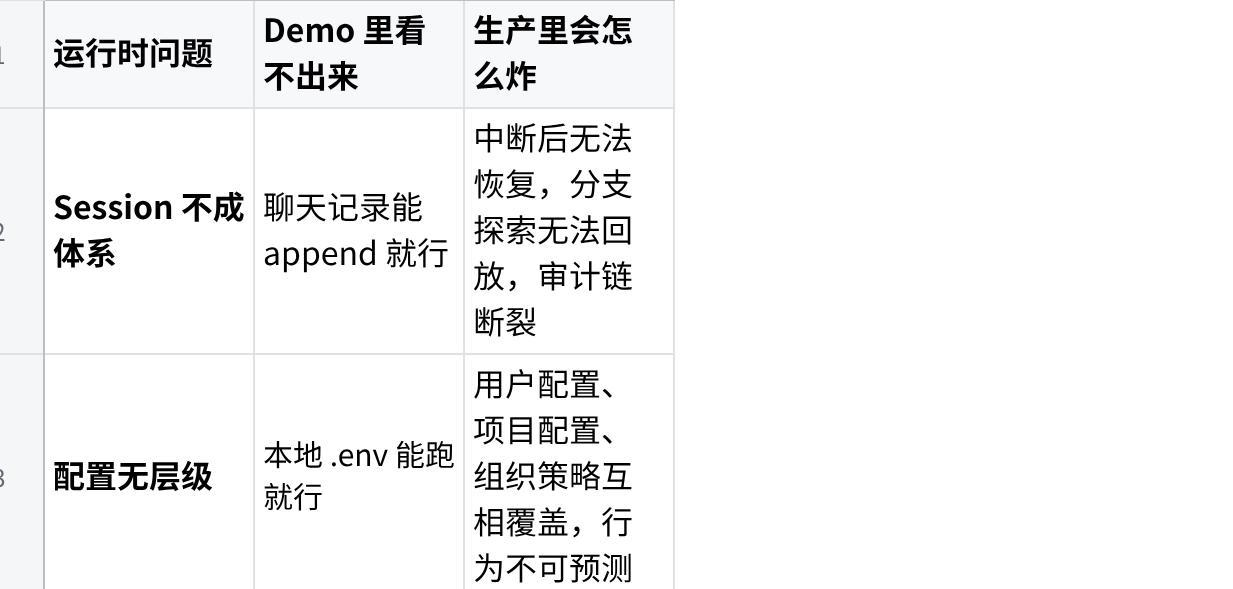 运行时问题
Demo 里看
不出来
生产里会怎
么炸
Session 不成
体系
聊天记录能
append 就行
中断后无法
恢复，分支
探索无法回
放，审计链
断裂
配置无层级
本地 .env 能跑
就行
用户配置、
项目配置、
组织策略互
相覆盖，行
为不可预测